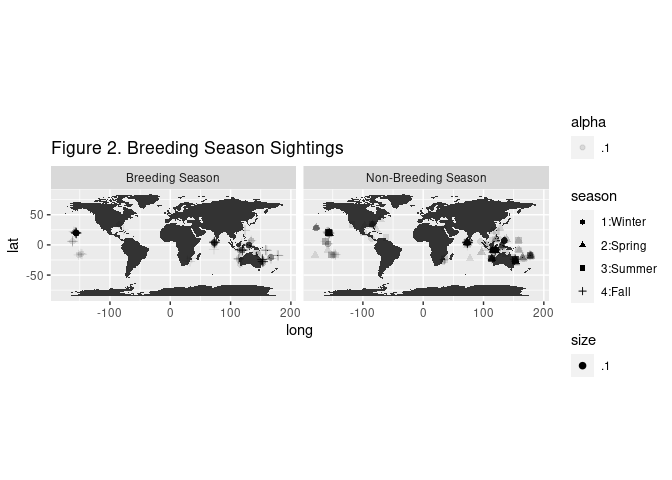 Figure 2. Breeding Season Sightings
Breeding Season
Non-Breeding Season
50
0
-50
lat
-100
0
100
200
-100
0
100
200
long
alpha
.1
season
1:Winter
2:Spring
3:Summer
4:Fall
size
.1